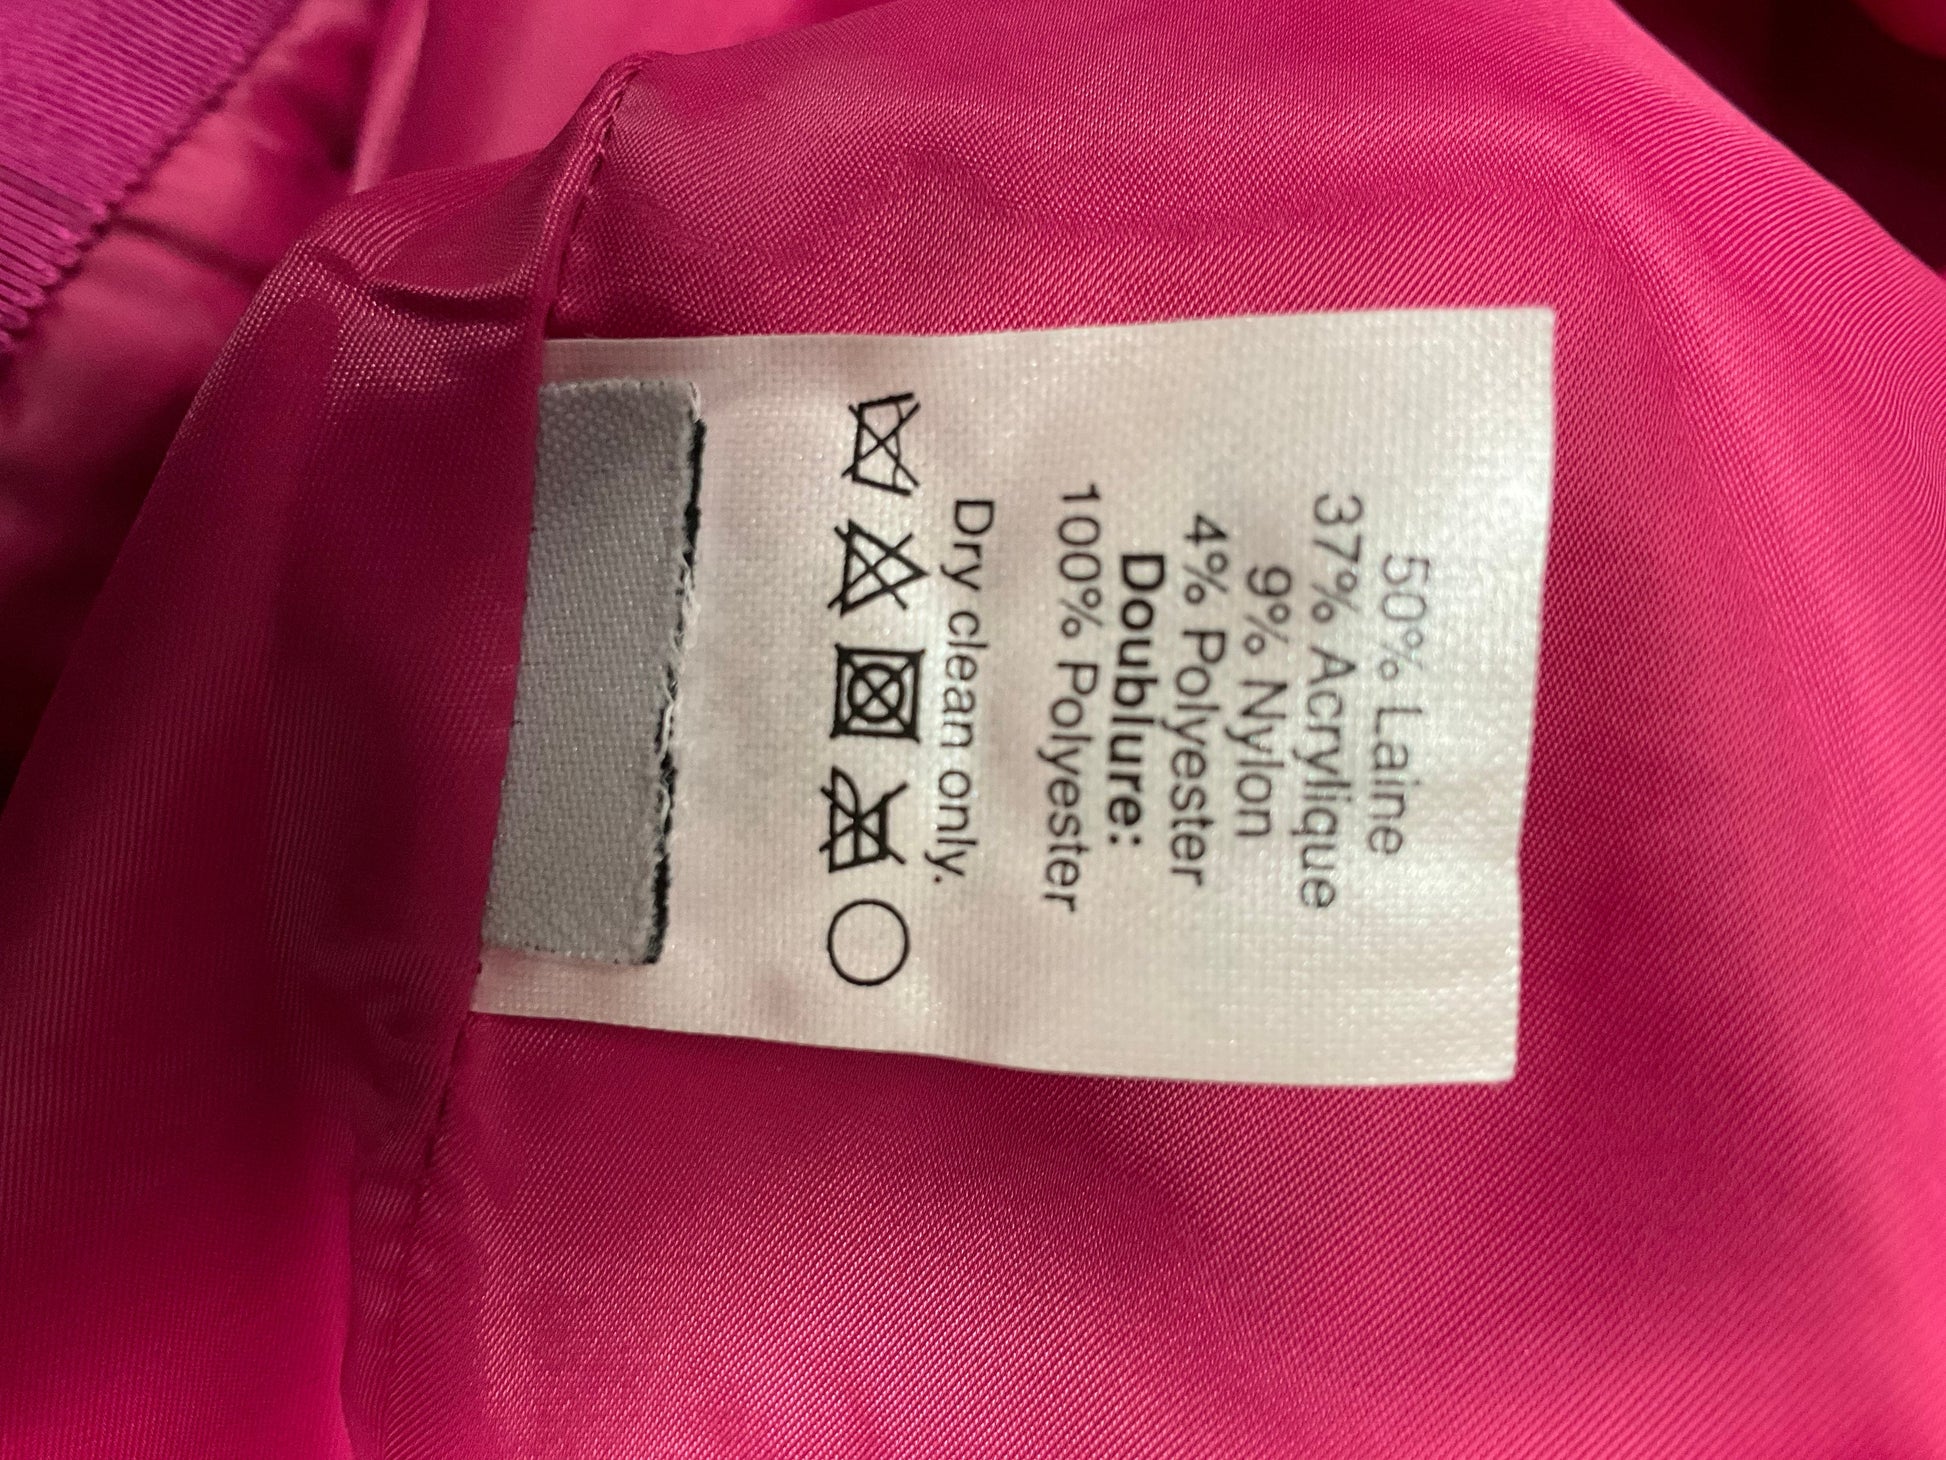 50% Laine
37% Acrylique
9% Nylon
4% Polyester
Doublure:
100% Polyester
Dry clean only.